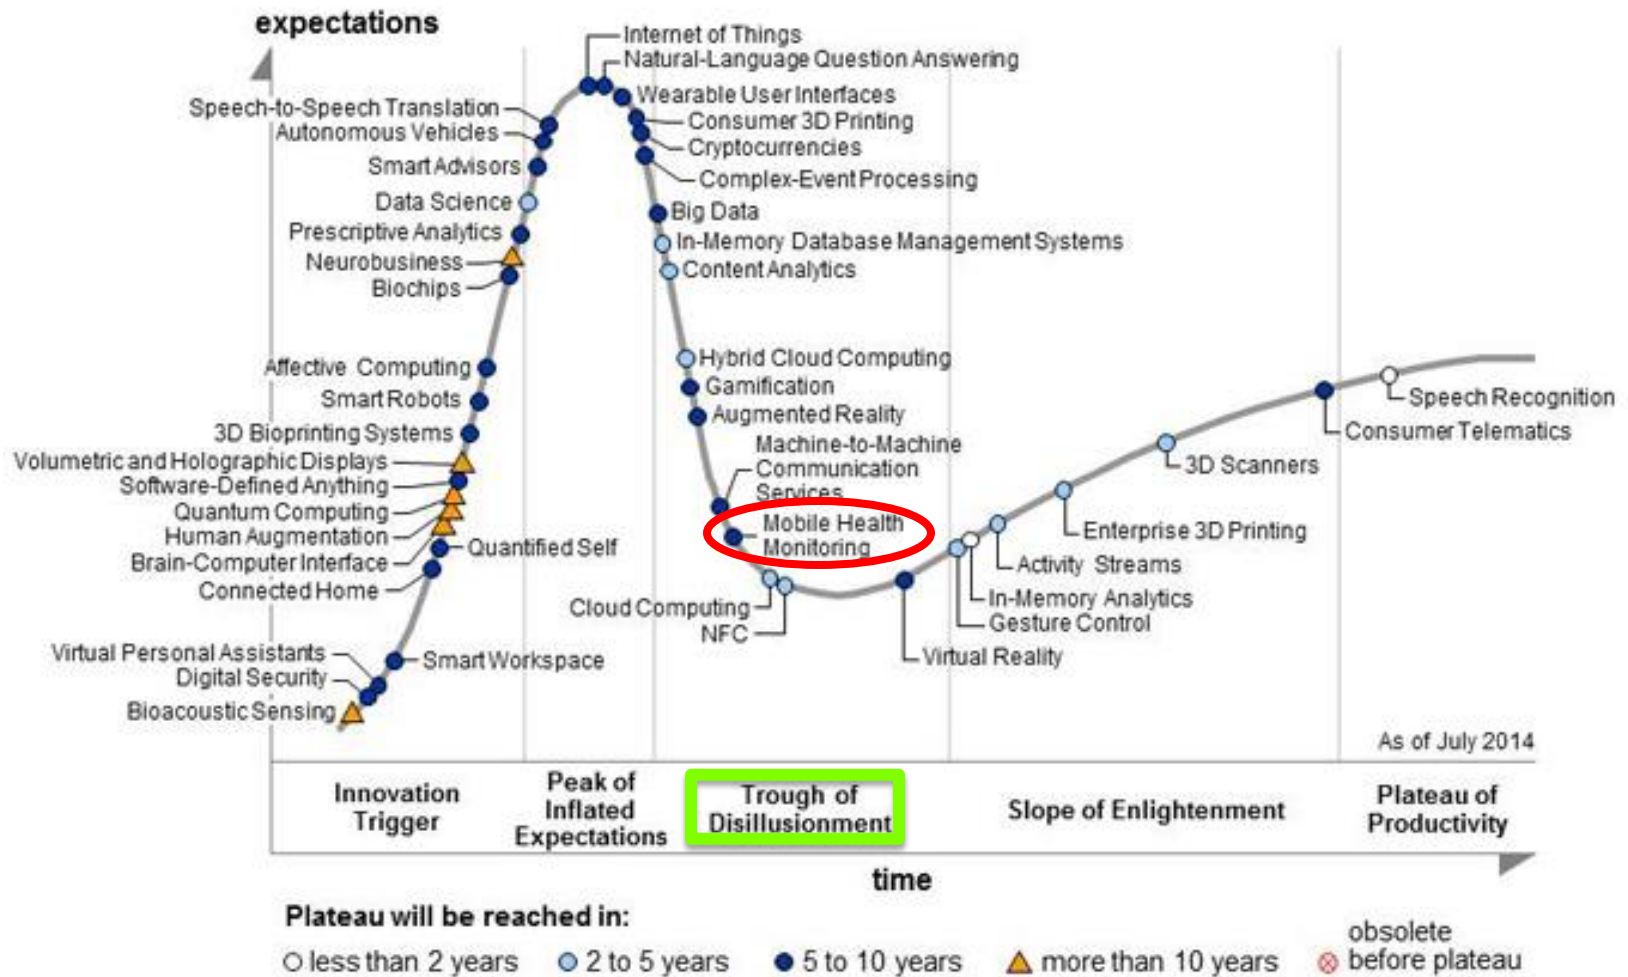 expectations
Internet of Things
Natural-Language Question Answering
Wearable User Interfaces
Consumer 3D Printing
Cryptocurrencies
Complex-Event Processing
Big Data
In-Memory Database Management Systems
Content Analytics
Hybrid Cloud Computing
Gamification
Augmented Reality
Machine-to-Machine
Communication
Services
Mobile Health
Monitoring
Speech-to-Speech Translation
Autonomous Vehicles
Smart Advisors
Data Science
Prescriptive Analytics
Neurobusiness
Biochips
Affective Computing
Smart Robots
3D Bioprinting Systems
Volumetric and Holographic Displays
Software-Defined Anything
Quantum Computing
Human Augmentation
Brain-Computer Interface
Connected Home
Quantified Self
Virtual Personal Assistants
Digital Security
Bioacoustic Sensing
Smart Workspace
Cloud Computing
NFC
Virtual Reality
Gesture Control
In-Memory Analytics
Activity Streams
Enterprise 3D Printing
3D Scanners
Consumer Telematics
Speech Recognition
As of July 2014
Innovation
Trigger
Peak of
Inflated
Expectations
Trough of
Disillusionment
Slope of Enlightenment
Plateau of
Productivity
time
Plateau will be reached in:
less than 2 years
2 to 5 years
5 to 10 years
more than 10 years
obsolete
before plateau